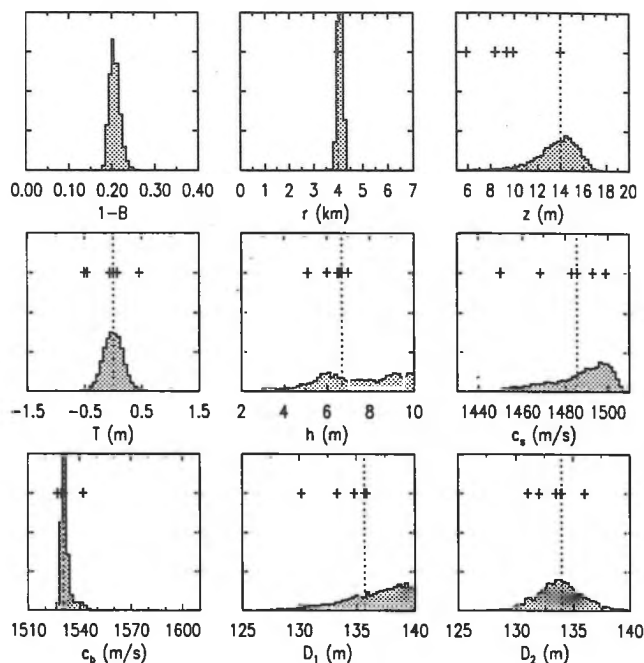 0.00 0.10 0.20 0.30 0.40
1-B
0 1 2 3 4 5 6 7
r (km)
6 8 10 12 14 16 18 20
z (m)
-1.5 -0.5 0.5 1.5
T (m)
2 4 6 8 10
h (m)
1440 1460 1480 1500
c_s (m/s)
1510 1540 1570 1600
c_b (m/s)
125 130 135 140
D_1 (m)
125 130 135 140
D_2 (m)